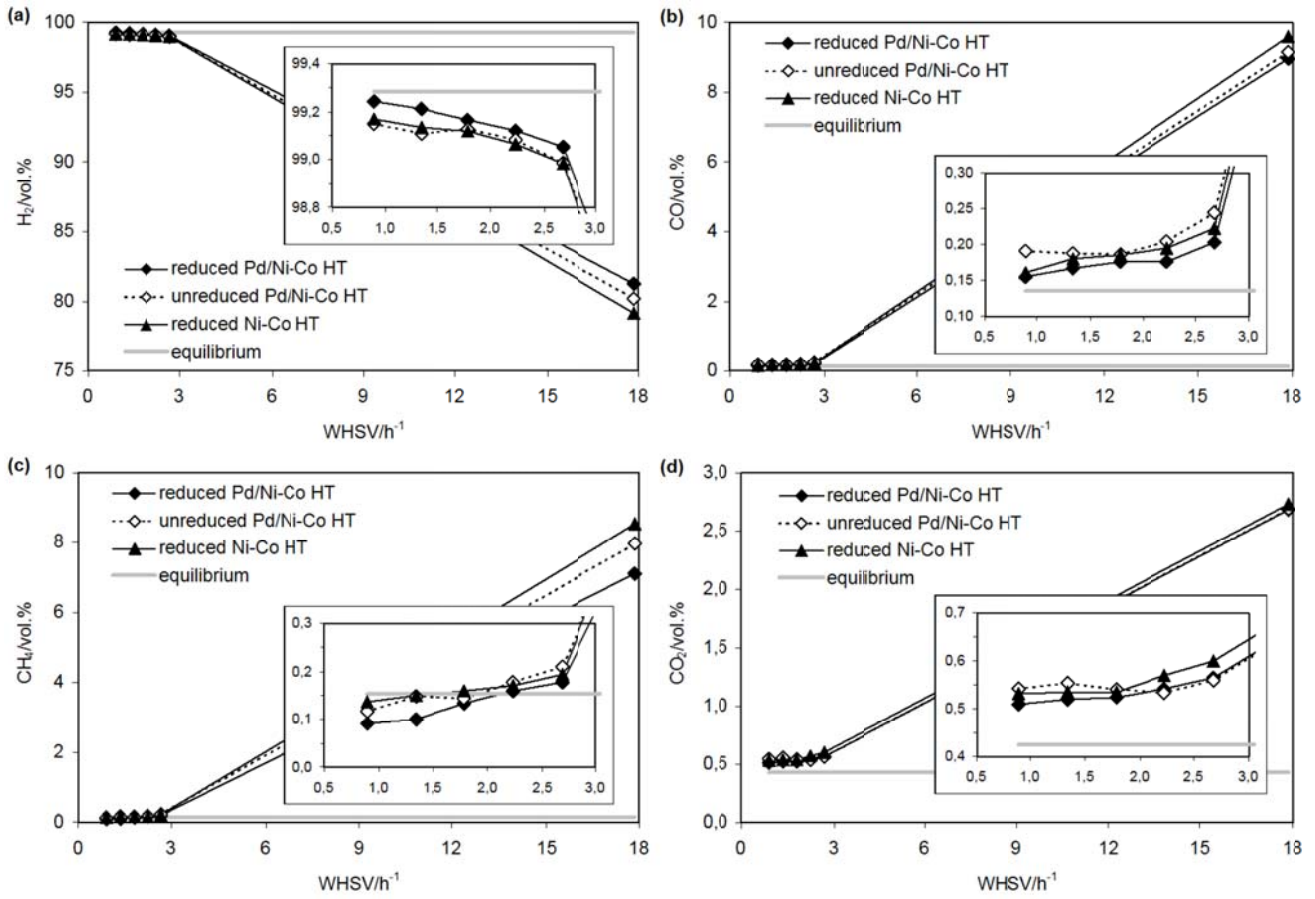 (a)
100
95
90
85
80
75
H₂/vol.%
99,4
99,2
99,0
98,8
0,5 1,0 1,5 2,0 2,5 3,0
reduced Pd/Ni-Co HT
unreduced Pd/Ni-Co HT
reduced Ni-Co HT
equilibrium
0 3 6 9 12 15 18
WHSV/h⁻¹
(b)
10
8
6
4
2
0
CO/vol.%
reduced Pd/Ni-Co HT
unreduced Pd/Ni-Co HT
reduced Ni-Co HT
equilibrium
0,30
0,25
0,20
0,15
0,10
0,5 1,0 1,5 2,0 2,5 3,0
0 3 6 9 12 15 18
WHSV/h⁻¹
(c)
10
8
6
4
2
0
CH₄/vol.%
reduced Pd/Ni-Co HT
unreduced Pd/Ni-Co HT
reduced Ni-Co HT
equilibrium
0,3
0,2
0,1
0,0
0,5 1,0 1,5 2,0 2,5 3,0
0 3 6 9 12 15 18
WHSV/h⁻¹
(d)
3,0
2,5
2,0
1,5
1,0
0,5
0,0
CO₂/vol.%
reduced Pd/Ni-Co HT
unreduced Pd/Ni-Co HT
reduced Ni-Co HT
equilibrium
0,7
0,6
0,5
0,4
0,5 1,0 1,5 2,0 2,5 3,0
0 3 6 9 12 15 18
WHSV/h⁻¹